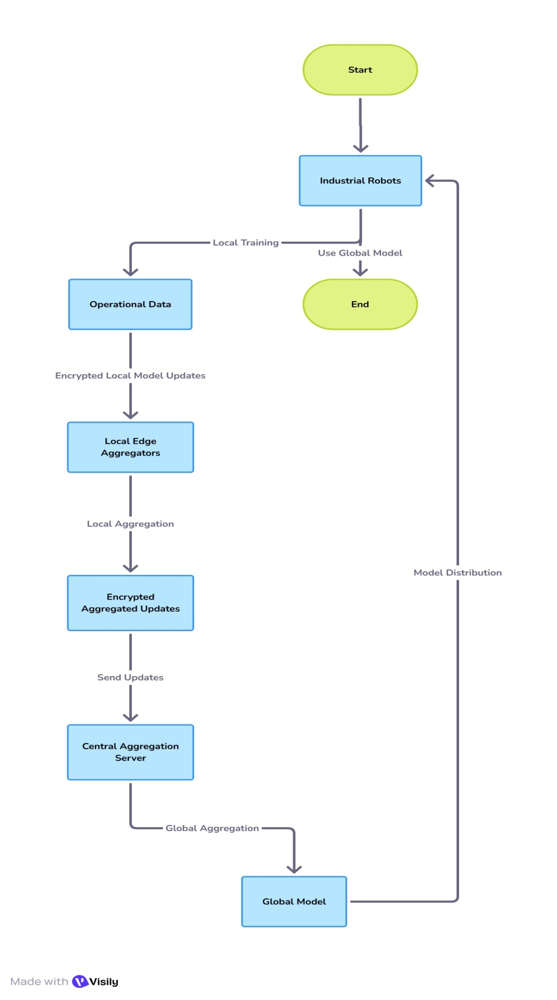 Start
Industrial Robots
Local Training
Use Global Model
Operational Data
End
Encrypted Local Model Updates
Local Edge
Aggregators
Local Aggregation
Model Distribution
Encrypted
Aggregated Updates
Send Updates
Central Aggregation
Server
Global Aggregation
Global Model
Made with Visily